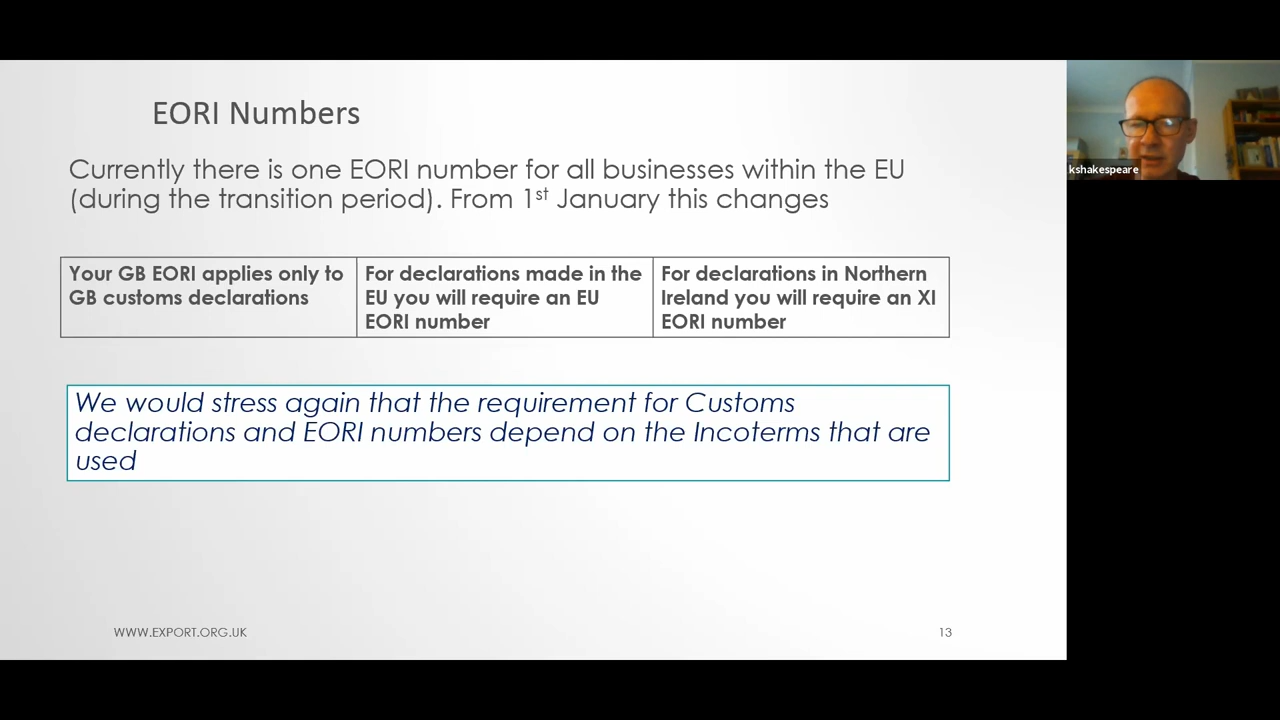 EORI Numbers
Currently there is one EORI number for all businesses within the EU
(during the transition period). From 1st January this changes
Your GB EORI applies only to
GB customs declarations
For declarations made in the
EU you will require an EU
EORI number
For declarations in Northern
Ireland you will require an XI
EORI number
We would stress again that the requirement for Customs
declarations and EORI numbers depend on the Incoterms that are
used
WWW.EXPORT.ORG.UK
13
kshakespeare